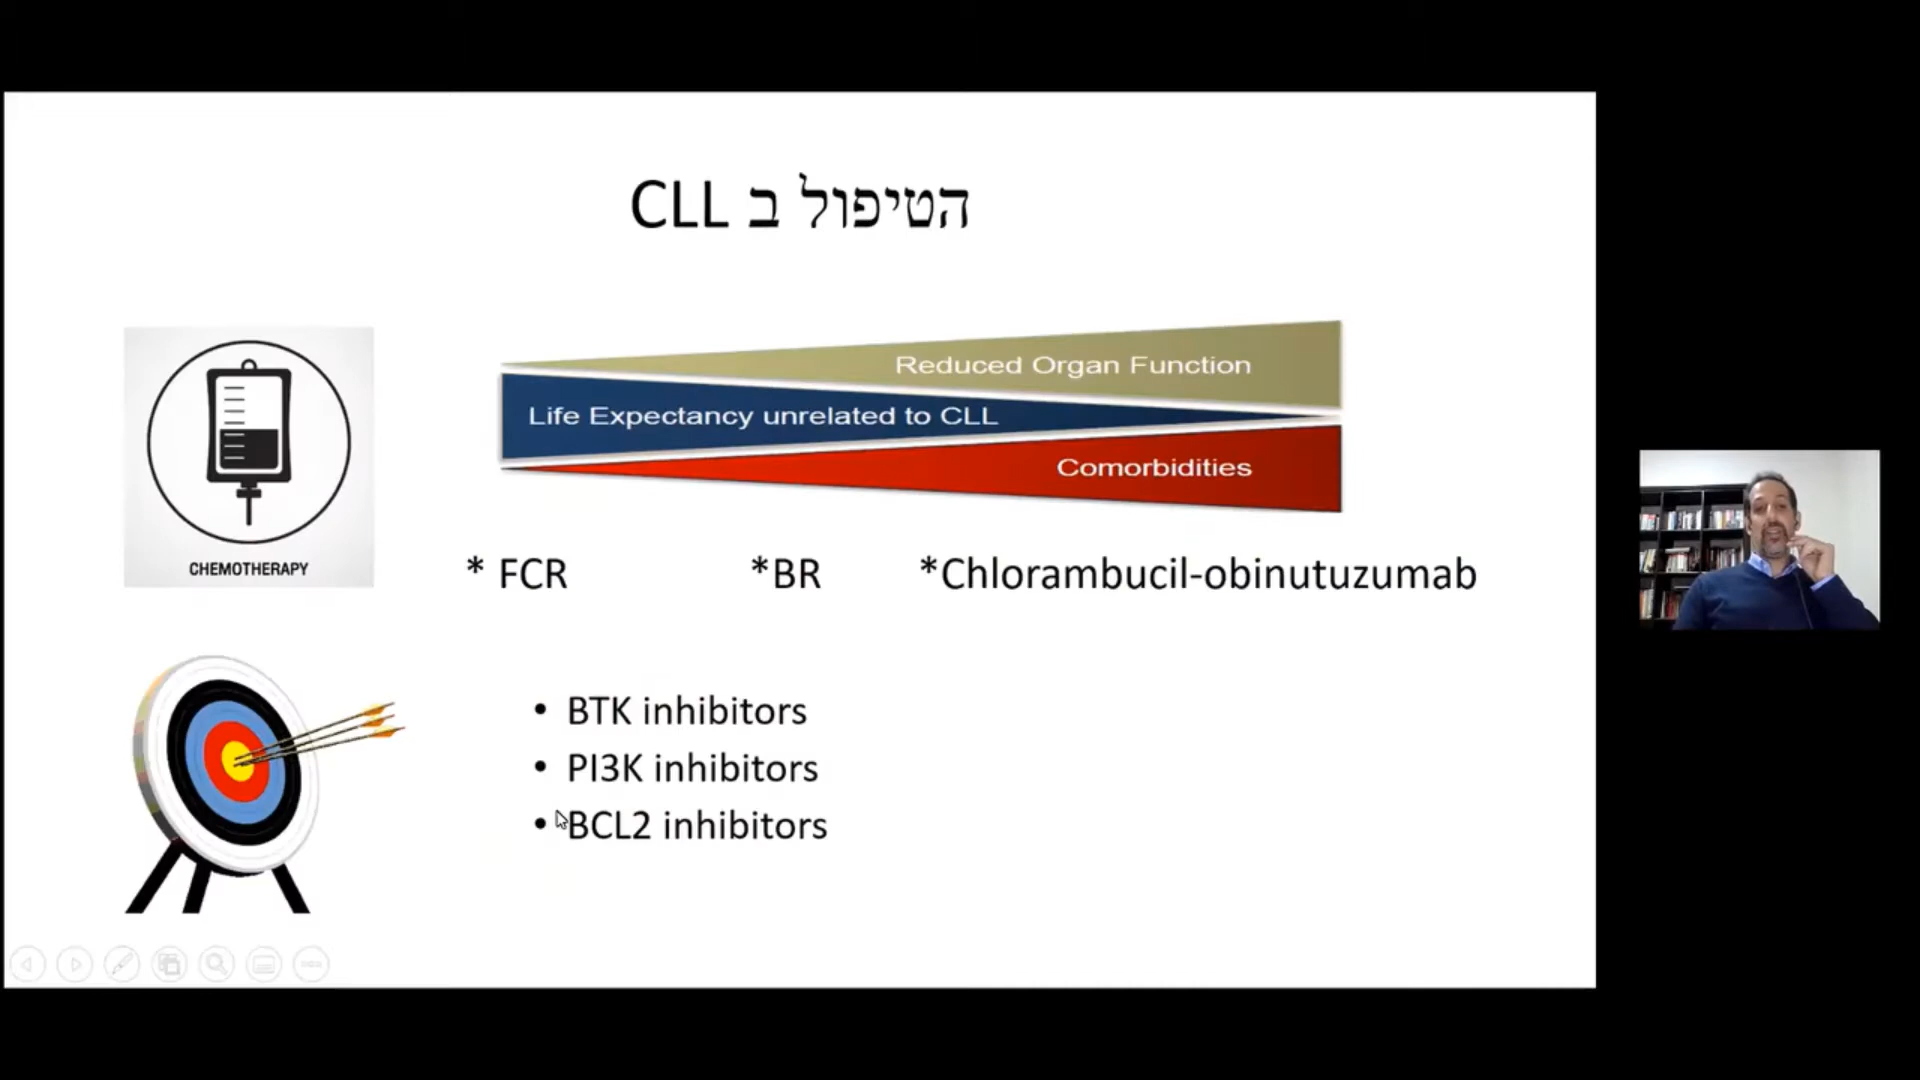 הטיפול ב CLL
Reduced Organ Function
Life Expectancy unrelated to CLL
Comorbidities
CHEMOTHERAPY
* FCR *BR *Chlorambucil-obinutuzumab
• BTK inhibitors
• PI3K inhibitors
• BCL2 inhibitors